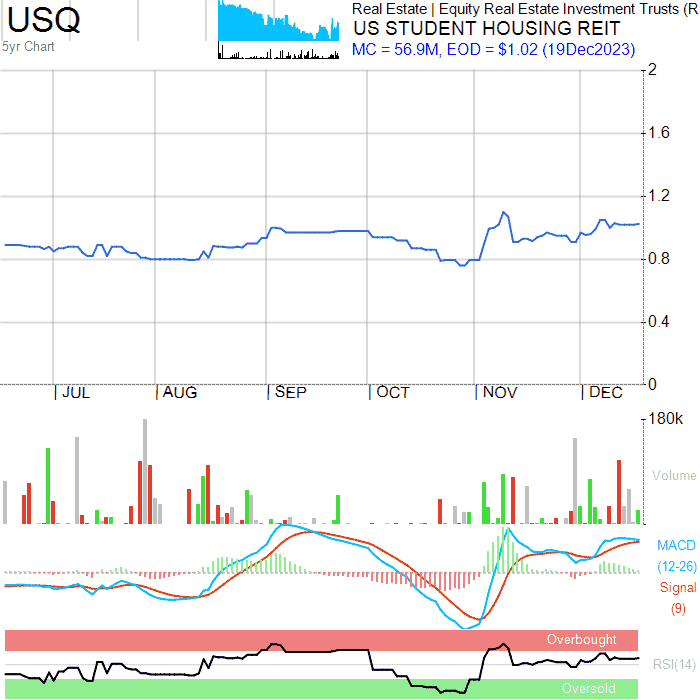 USQ
5yr Chart
Real Estate | Equity Real Estate Investment Trusts (R
US STUDENT HOUSING REIT
MC = 56.9M, EOD = $1.02 (19Dec2023)
2
1.6
1.2
0.8
0.4
0
| JUL | AUG | SEP | OCT | NOV | DEC
180k
Volume
MACD
(12-26)
Signal
(9)
Overbought
RSI(14)
Oversold